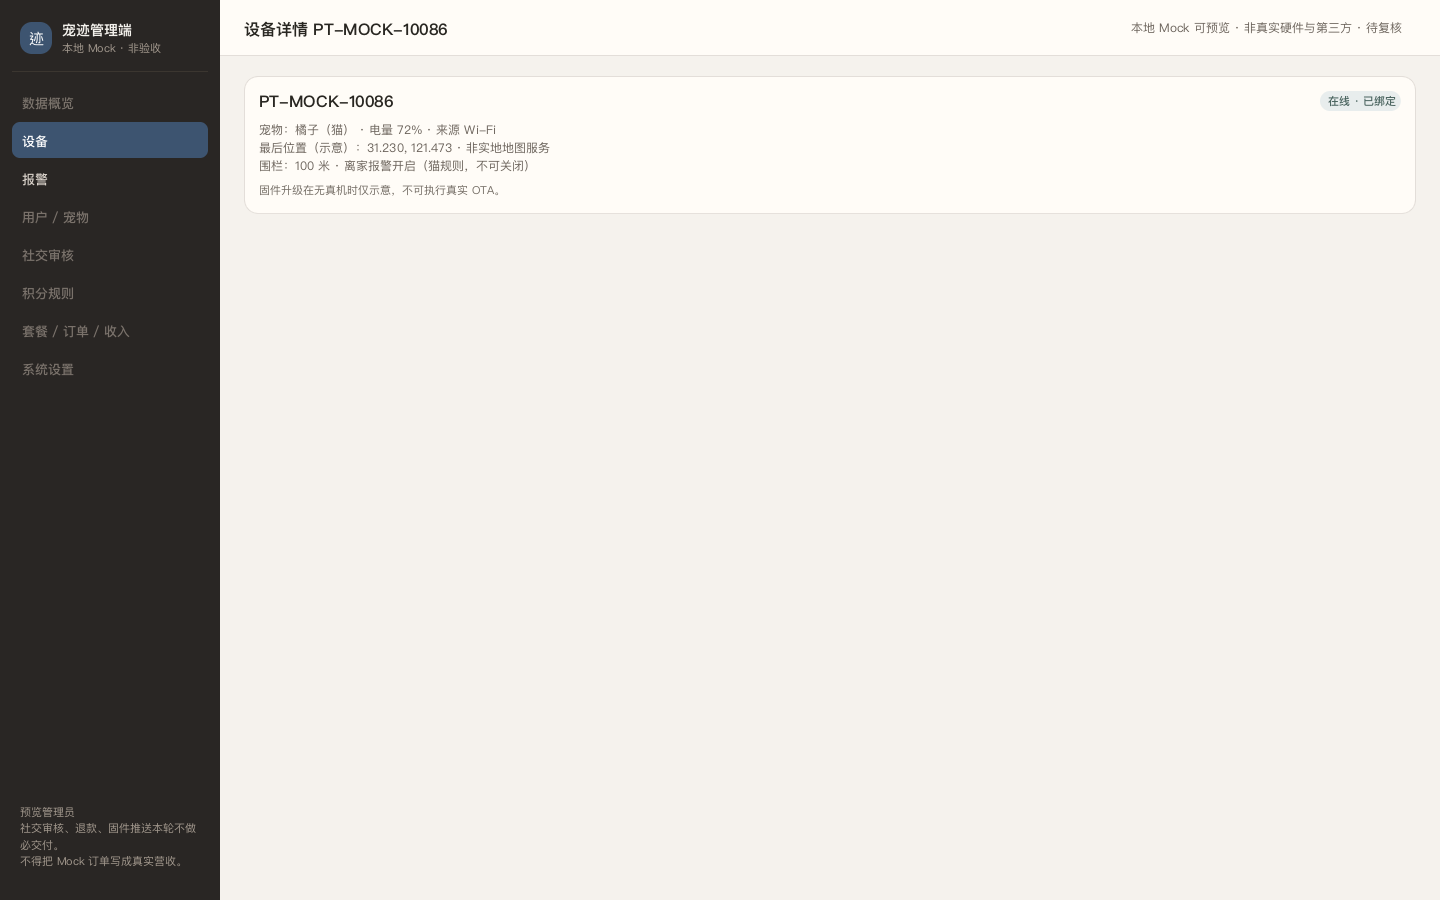 迹
宠迹管理端
本地 Mock · 非验收
数据概览
设备
报警
用户 / 宠物
社交审核
积分规则
套餐 / 订单 / 收入
系统设置
预览管理员
社交审核、退款、固件推送本轮不做
必交付。
不得把 Mock 订单写成真实营收。
设备详情 PT-MOCK-10086
本地 Mock 可预览 · 非真实硬件与第三方 · 待复核
PT-MOCK-10086
在线 · 已绑定
宠物：橘子（猫） · 电量 72% · 来源 Wi-Fi
最后位置（示意）：31.230, 121.473 · 非实地地图服务
围栏：100 米 · 离家报警开启（猫规则，不可关闭）
固件升级在无真机时仅示意，不可执行真实 OTA。